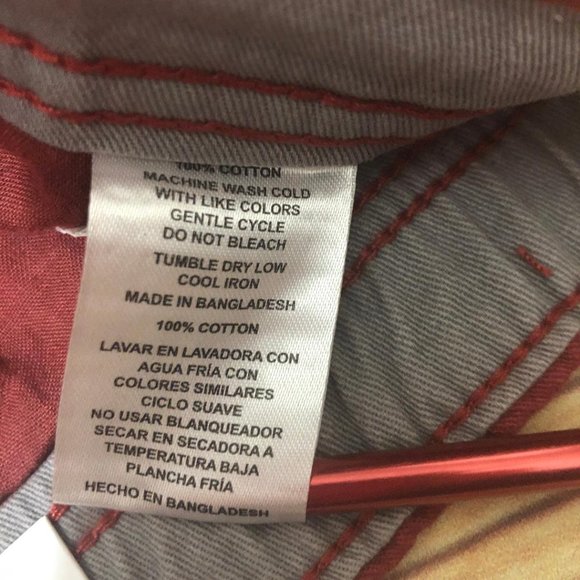 100% COTTON
MACHINE WASH COLD
WITH LIKE COLORS
GENTLE CYCLE
DO NOT BLEACH
TUMBLE DRY LOW
COOL IRON
MADE IN BANGLADESH
100% COTTON
LAVAR EN LAVADORA CON
AGUA FRÍA CON
COLORES SIMILARES
CICLO SUAVE
NO USAR BLANQUEADOR
SECAR EN SECADORA A
TEMPERATURA BAJA
PLANCHA FRÍA
HECHO EN BANGLADESH